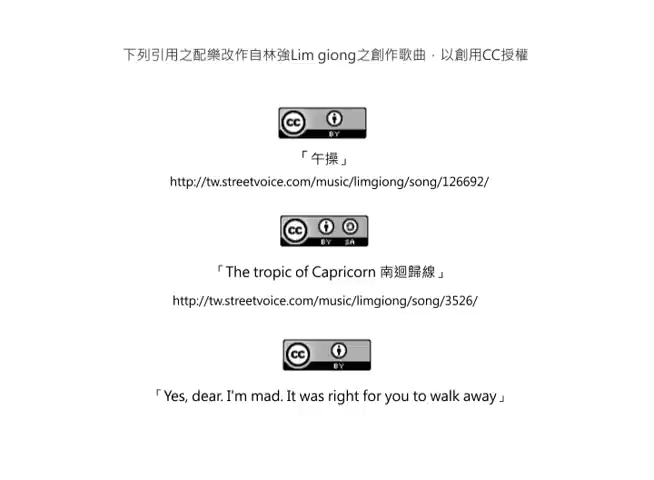 下列引用之配樂改作自林強Lim giong之創作歌曲，以創用CC授權
cc
BY
「午操」
http://tw.streetvoice.com/music/limgiong/song/126692/
cc
BY SA
「The tropic of Capricorn 南迴歸線」
http://tw.streetvoice.com/music/limgiong/song/3526/
cc
BY
「Yes, dear. I'm mad. It was right for you to walk away」